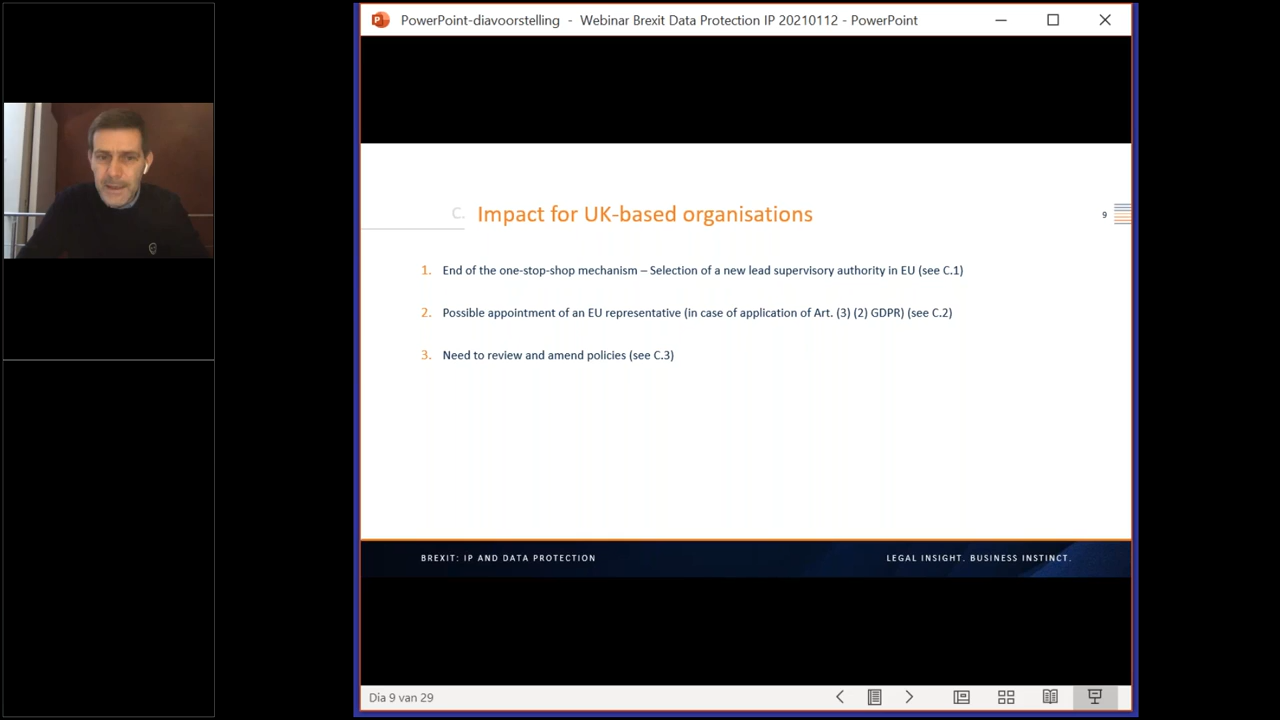 PowerPoint-diavoorstelling - Webinar Brexit Data Protection IP 20210112 - PowerPoint
C. Impact for UK-based organisations
9
1. End of the one-stop-shop mechanism – Selection of a new lead supervisory authority in EU (see C.1)
2. Possible appointment of an EU representative (in case of application of Art. (3) (2) GDPR) (see C.2)
3. Need to review and amend policies (see C.3)
BREXIT: IP AND DATA PROTECTION
LEGAL INSIGHT. BUSINESS INSTINCT.
Dia 9 van 29